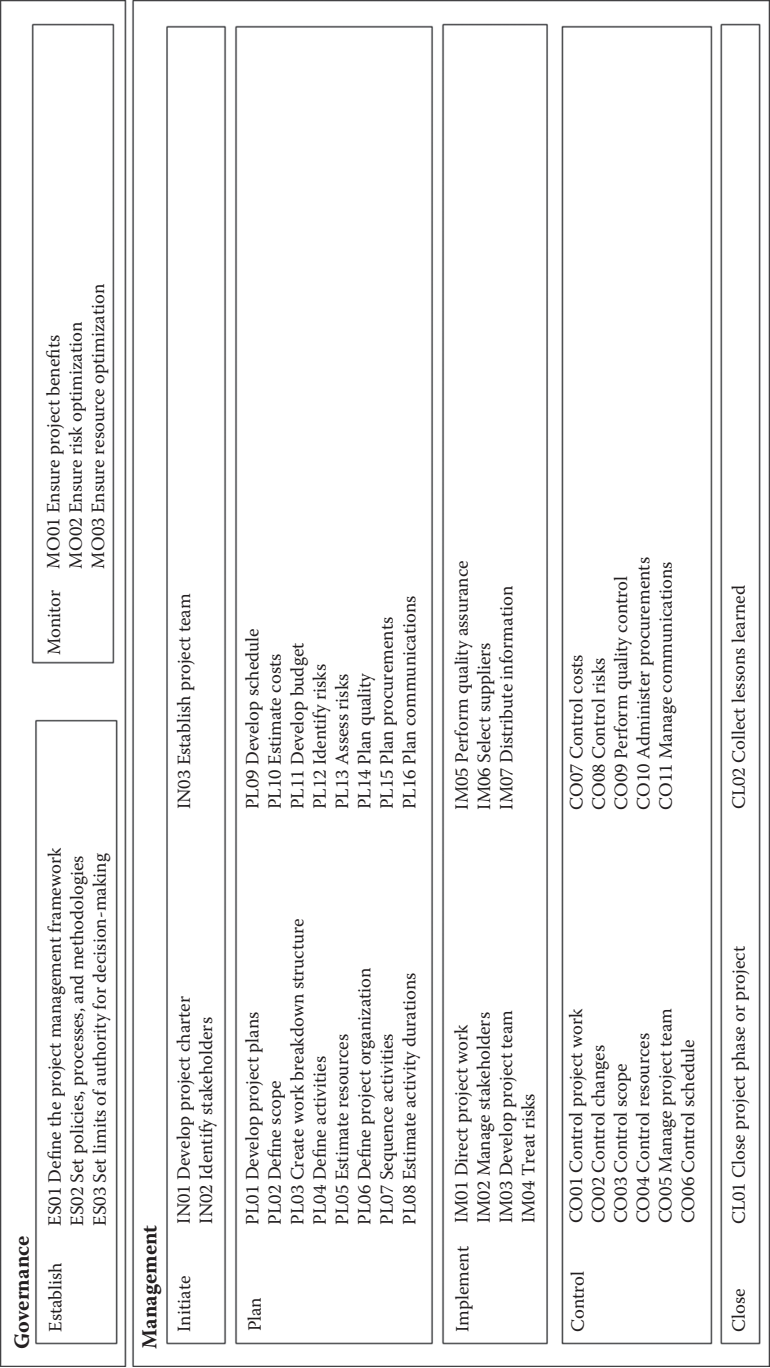 Governance
Establish
ES01 Define the project management framework
ES02 Set policies, processes, and methodologies
ES03 Set limits of authority for decision-making
Monitor
MO01 Ensure project benefits
MO02 Ensure risk optimization
MO03 Ensure resource optimization
Management
Initiate
IN01 Develop project charter
IN02 Identify stakeholders
IN03 Establish project team
Plan
PL01 Develop project plans
PL02 Define scope
PL03 Create work breakdown structure
PL04 Define activities
PL05 Estimate resources
PL06 Define project organization
PL07 Sequence activities
PL08 Estimate activity durations
PL09 Develop schedule
PL10 Estimate costs
PL11 Develop budget
PL12 Identify risks
PL13 Assess risks
PL14 Plan quality
PL15 Plan procurements
PL16 Plan communications
Implement
IM01 Direct project work
IM02 Manage stakeholders
IM03 Develop project team
IM04 Treat risks
IM05 Perform quality assurance
IM06 Select suppliers
IM07 Distribute information
Control
CO01 Control project work
CO02 Control changes
CO03 Control scope
CO04 Control resources
CO05 Manage project team
CO06 Control schedule
CO07 Control costs
CO08 Control risks
CO09 Perform quality control
CO10 Administer procurements
CO11 Manage communications
Close
CL01 Close project phase or project
CL02 Collect lessons learned